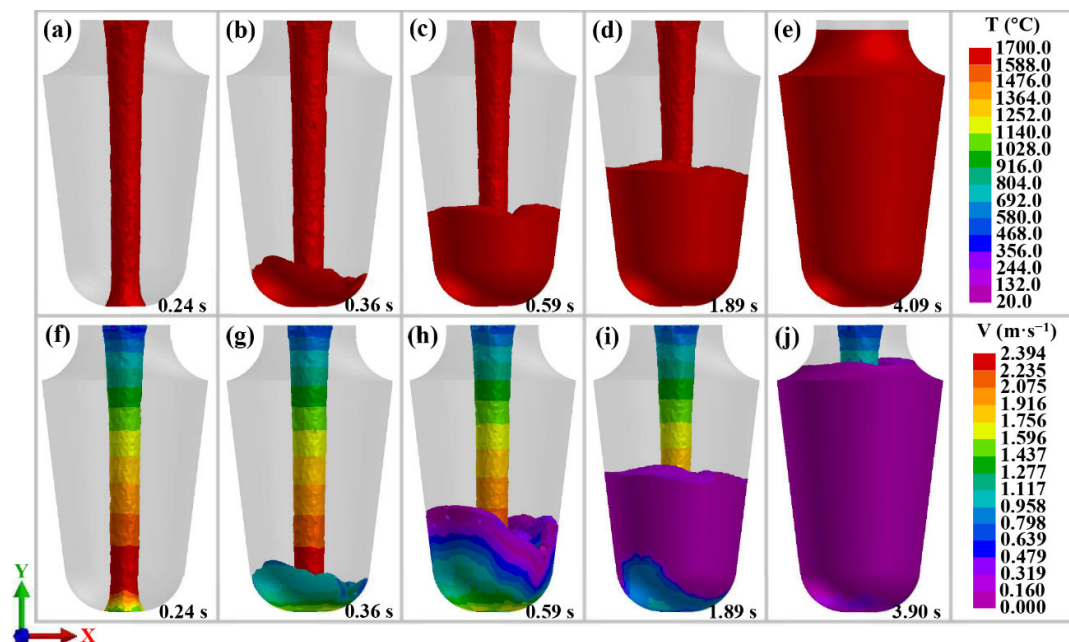 (a)
(b)
(c)
(d)
(e)
T (°C)
1700.0
1588.0
1476.0
1364.0
1252.0
1140.0
1028.0
916.0
804.0
692.0
580.0
468.0
356.0
244.0
132.0
20.0
0.24 s
0.36 s
0.59 s
1.89 s
4.09 s
(f)
(g)
(h)
(i)
(j)
V (m·s⁻¹)
2.394
2.235
2.075
1.916
1.756
1.596
1.437
1.277
1.117
0.958
0.798
0.639
0.479
0.319
0.160
0.000
0.24 s
0.36 s
0.59 s
1.89 s
3.90 s
Y
X